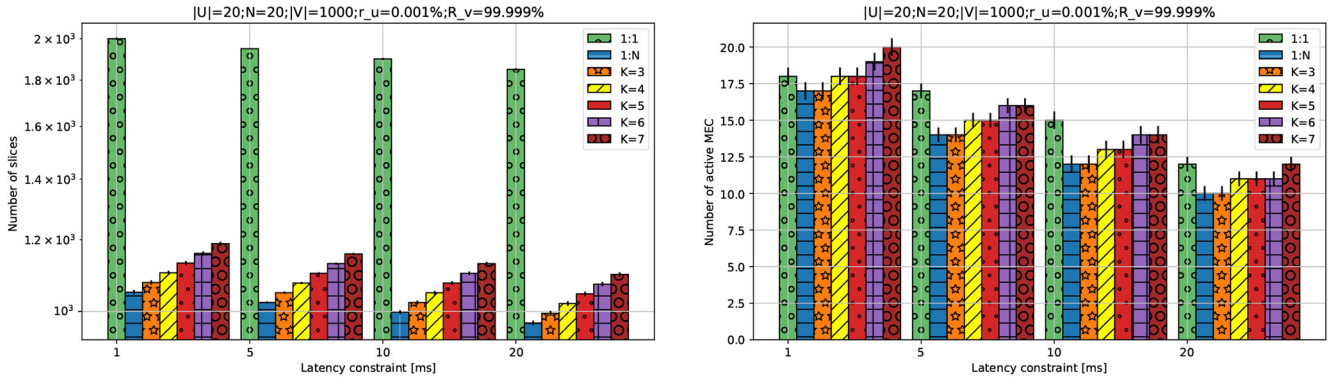 |U|=20;N=20;|V|=1000;r_u=0.001%;R_v=99.999%
Number of slices
2 × 10³
1.8 × 10³
1.6 × 10³
1.4 × 10³
1.2 × 10³
10³
1:1
1:N
K=3
K=4
K=5
K=6
K=7
1 5 10 20
Latency constraint [ms]
|U|=20;N=20;|V|=1000;r_u=0.001%;R_v=99.999%
Number of active MEC
20.0
17.5
15.0
12.5
10.0
7.5
5.0
2.5
0.0
1:1
1:N
K=3
K=4
K=5
K=6
K=7
1 5 10 20
Latency constraint [ms]